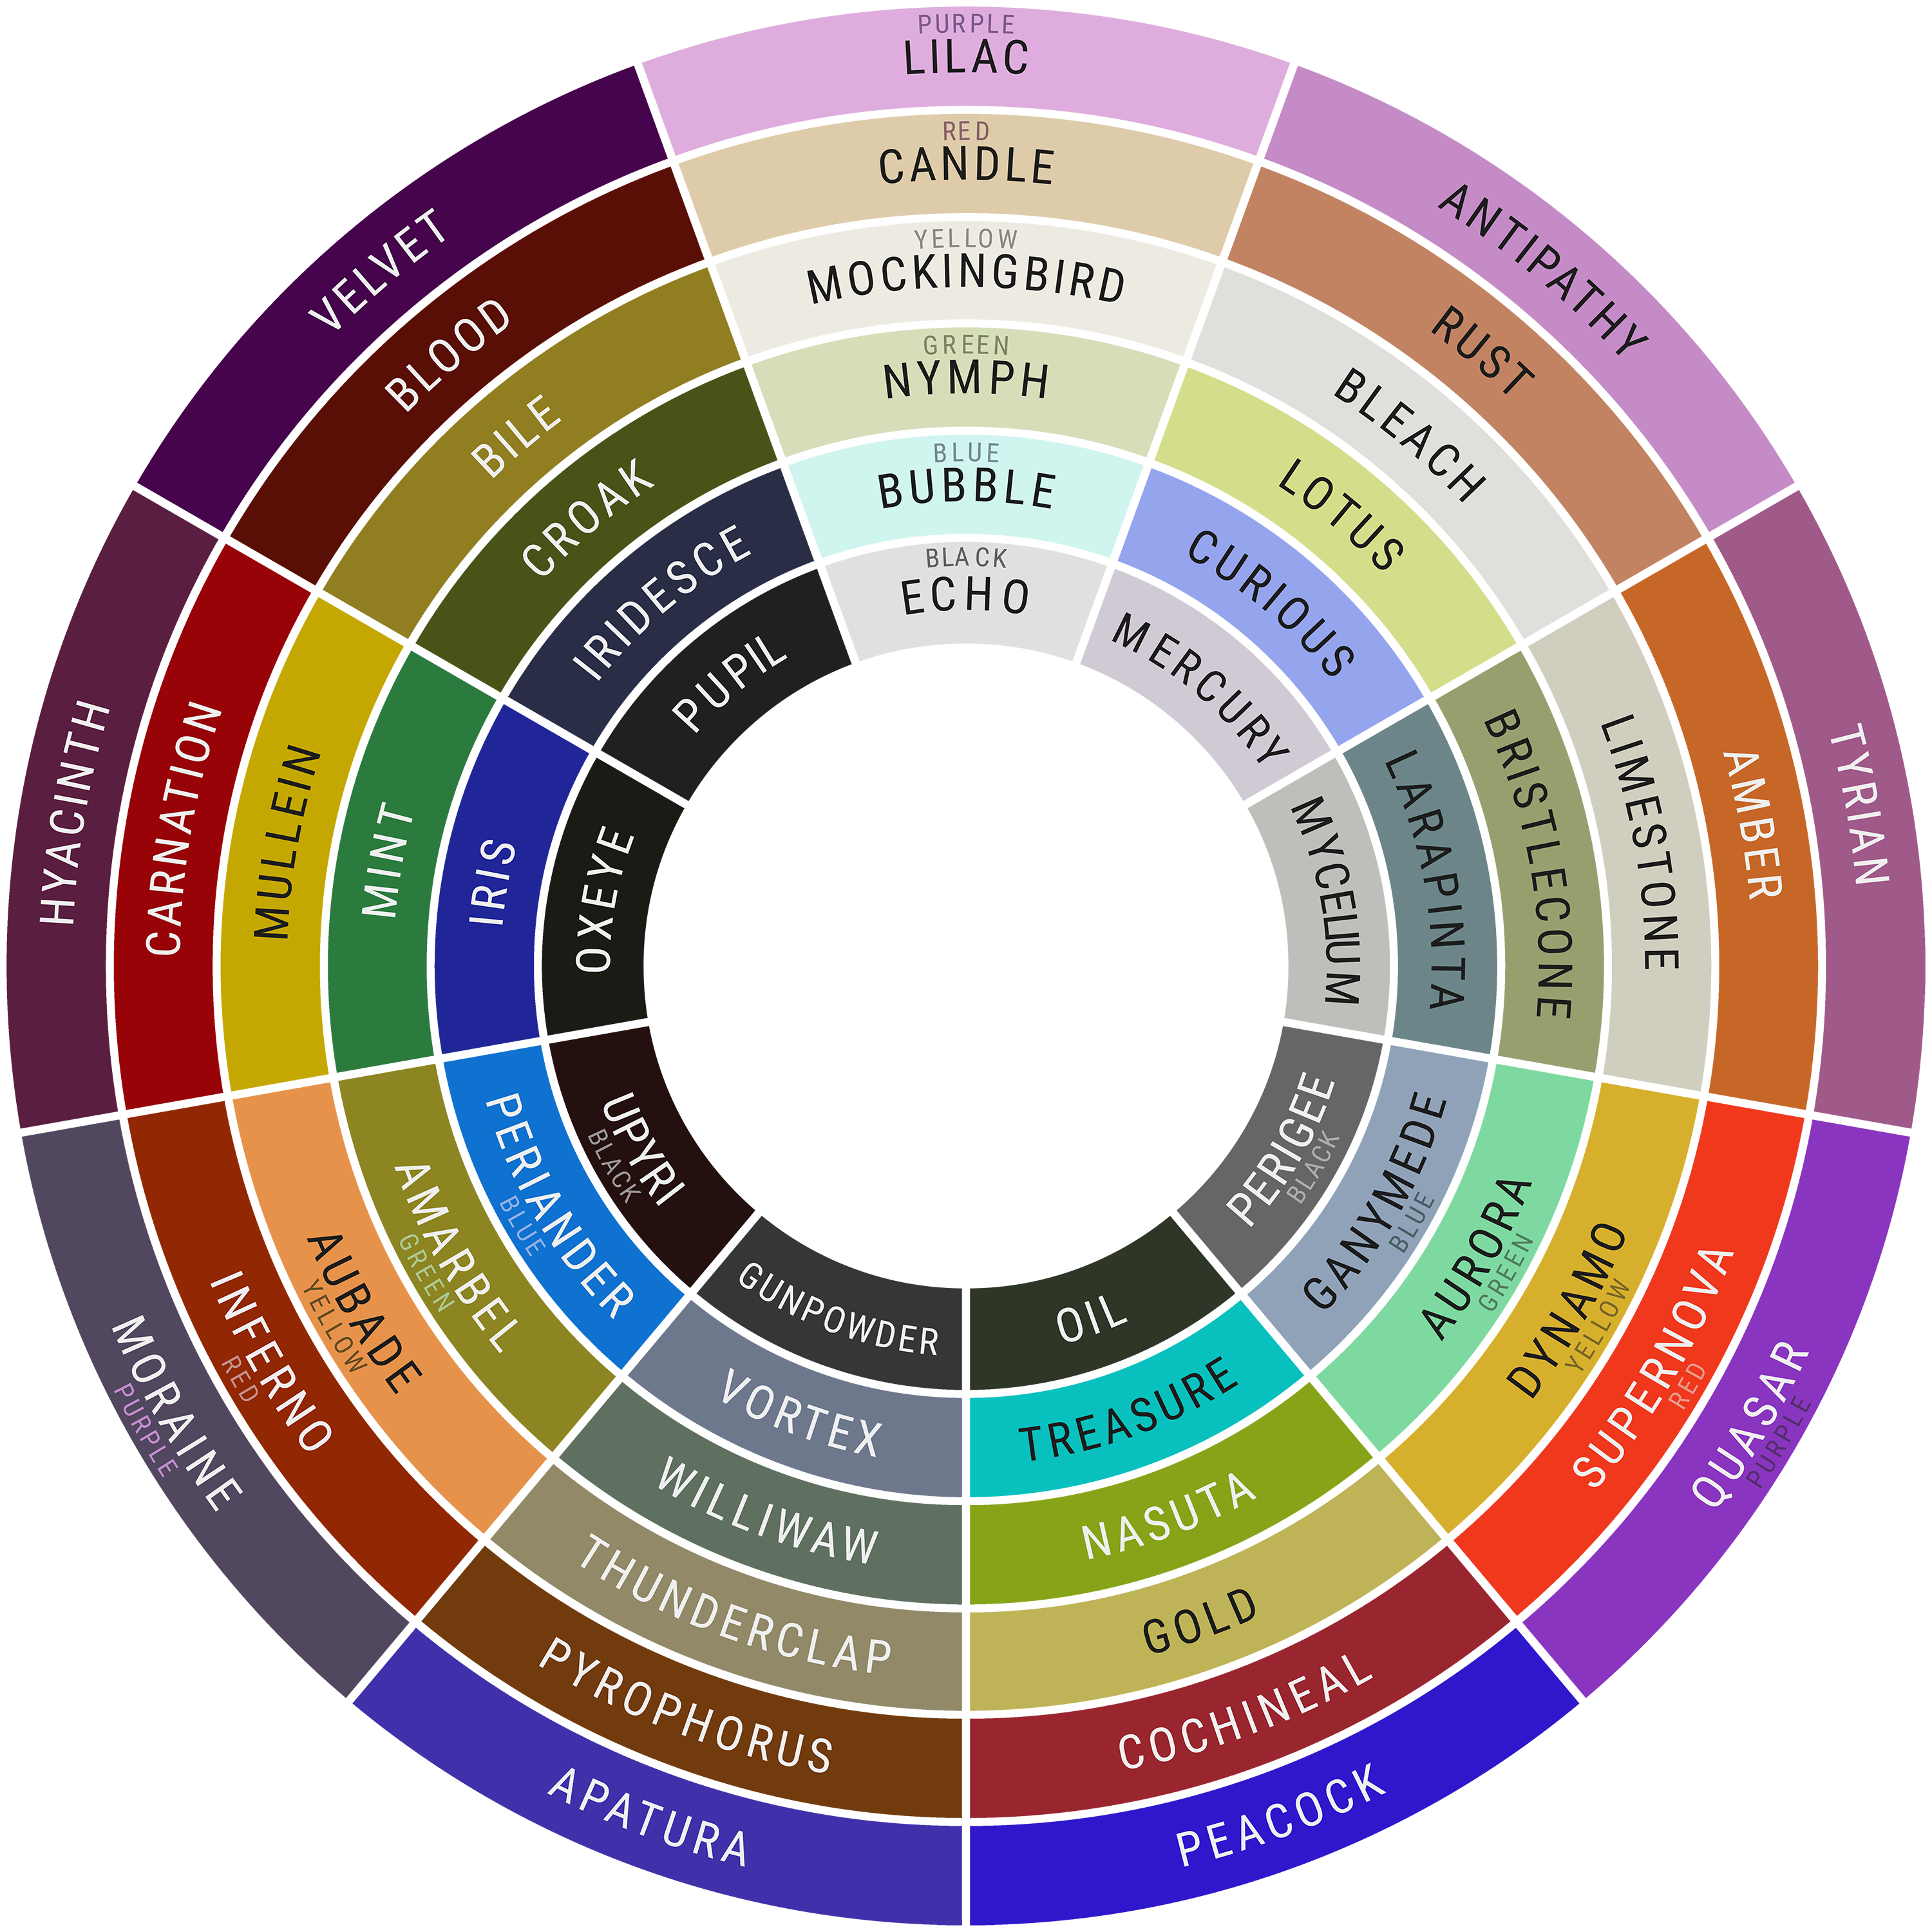 PURPLE
LILAC
RED
CANDLE
YELLOW
MOCKINGBIRD
GREEN
NYMPH
BLUE
BUBBLE
BLACK
ECHO
ANTIPATHY
RUST
BLEACH
LOTUS
CURIOUS
MERCURY
TYRIAN
AMBER
LIMESTONE
BRISTLECONE
LARAPINTA
MYCELIUM
QUASAR
PURPLE
SUPERNOVA
RED
DYNAMO
YELLOW
AURORA
GREEN
GANYMEDE
BLUE
PERIGEE
BLACK
PEACOCK
COCHINEAL
GOLD
NASUTA
TREASURE
OIL
APATURA
PYROPHORUS
THUNDERCLAP
WILLIWAW
VORTEX
GUNPOWDER
MORAINE
PURPLE
INFERNO
RED
AUBADE
YELLOW
AMARBEL
GREEN
PERIANDER
BLUE
UPYRI
BLACK
HYACINTH
CARNATION
MULLEIN
MINT
IRIS
OXEYE
VELVET
BLOOD
BILE
CROAK
IRIDESCE
PUPIL